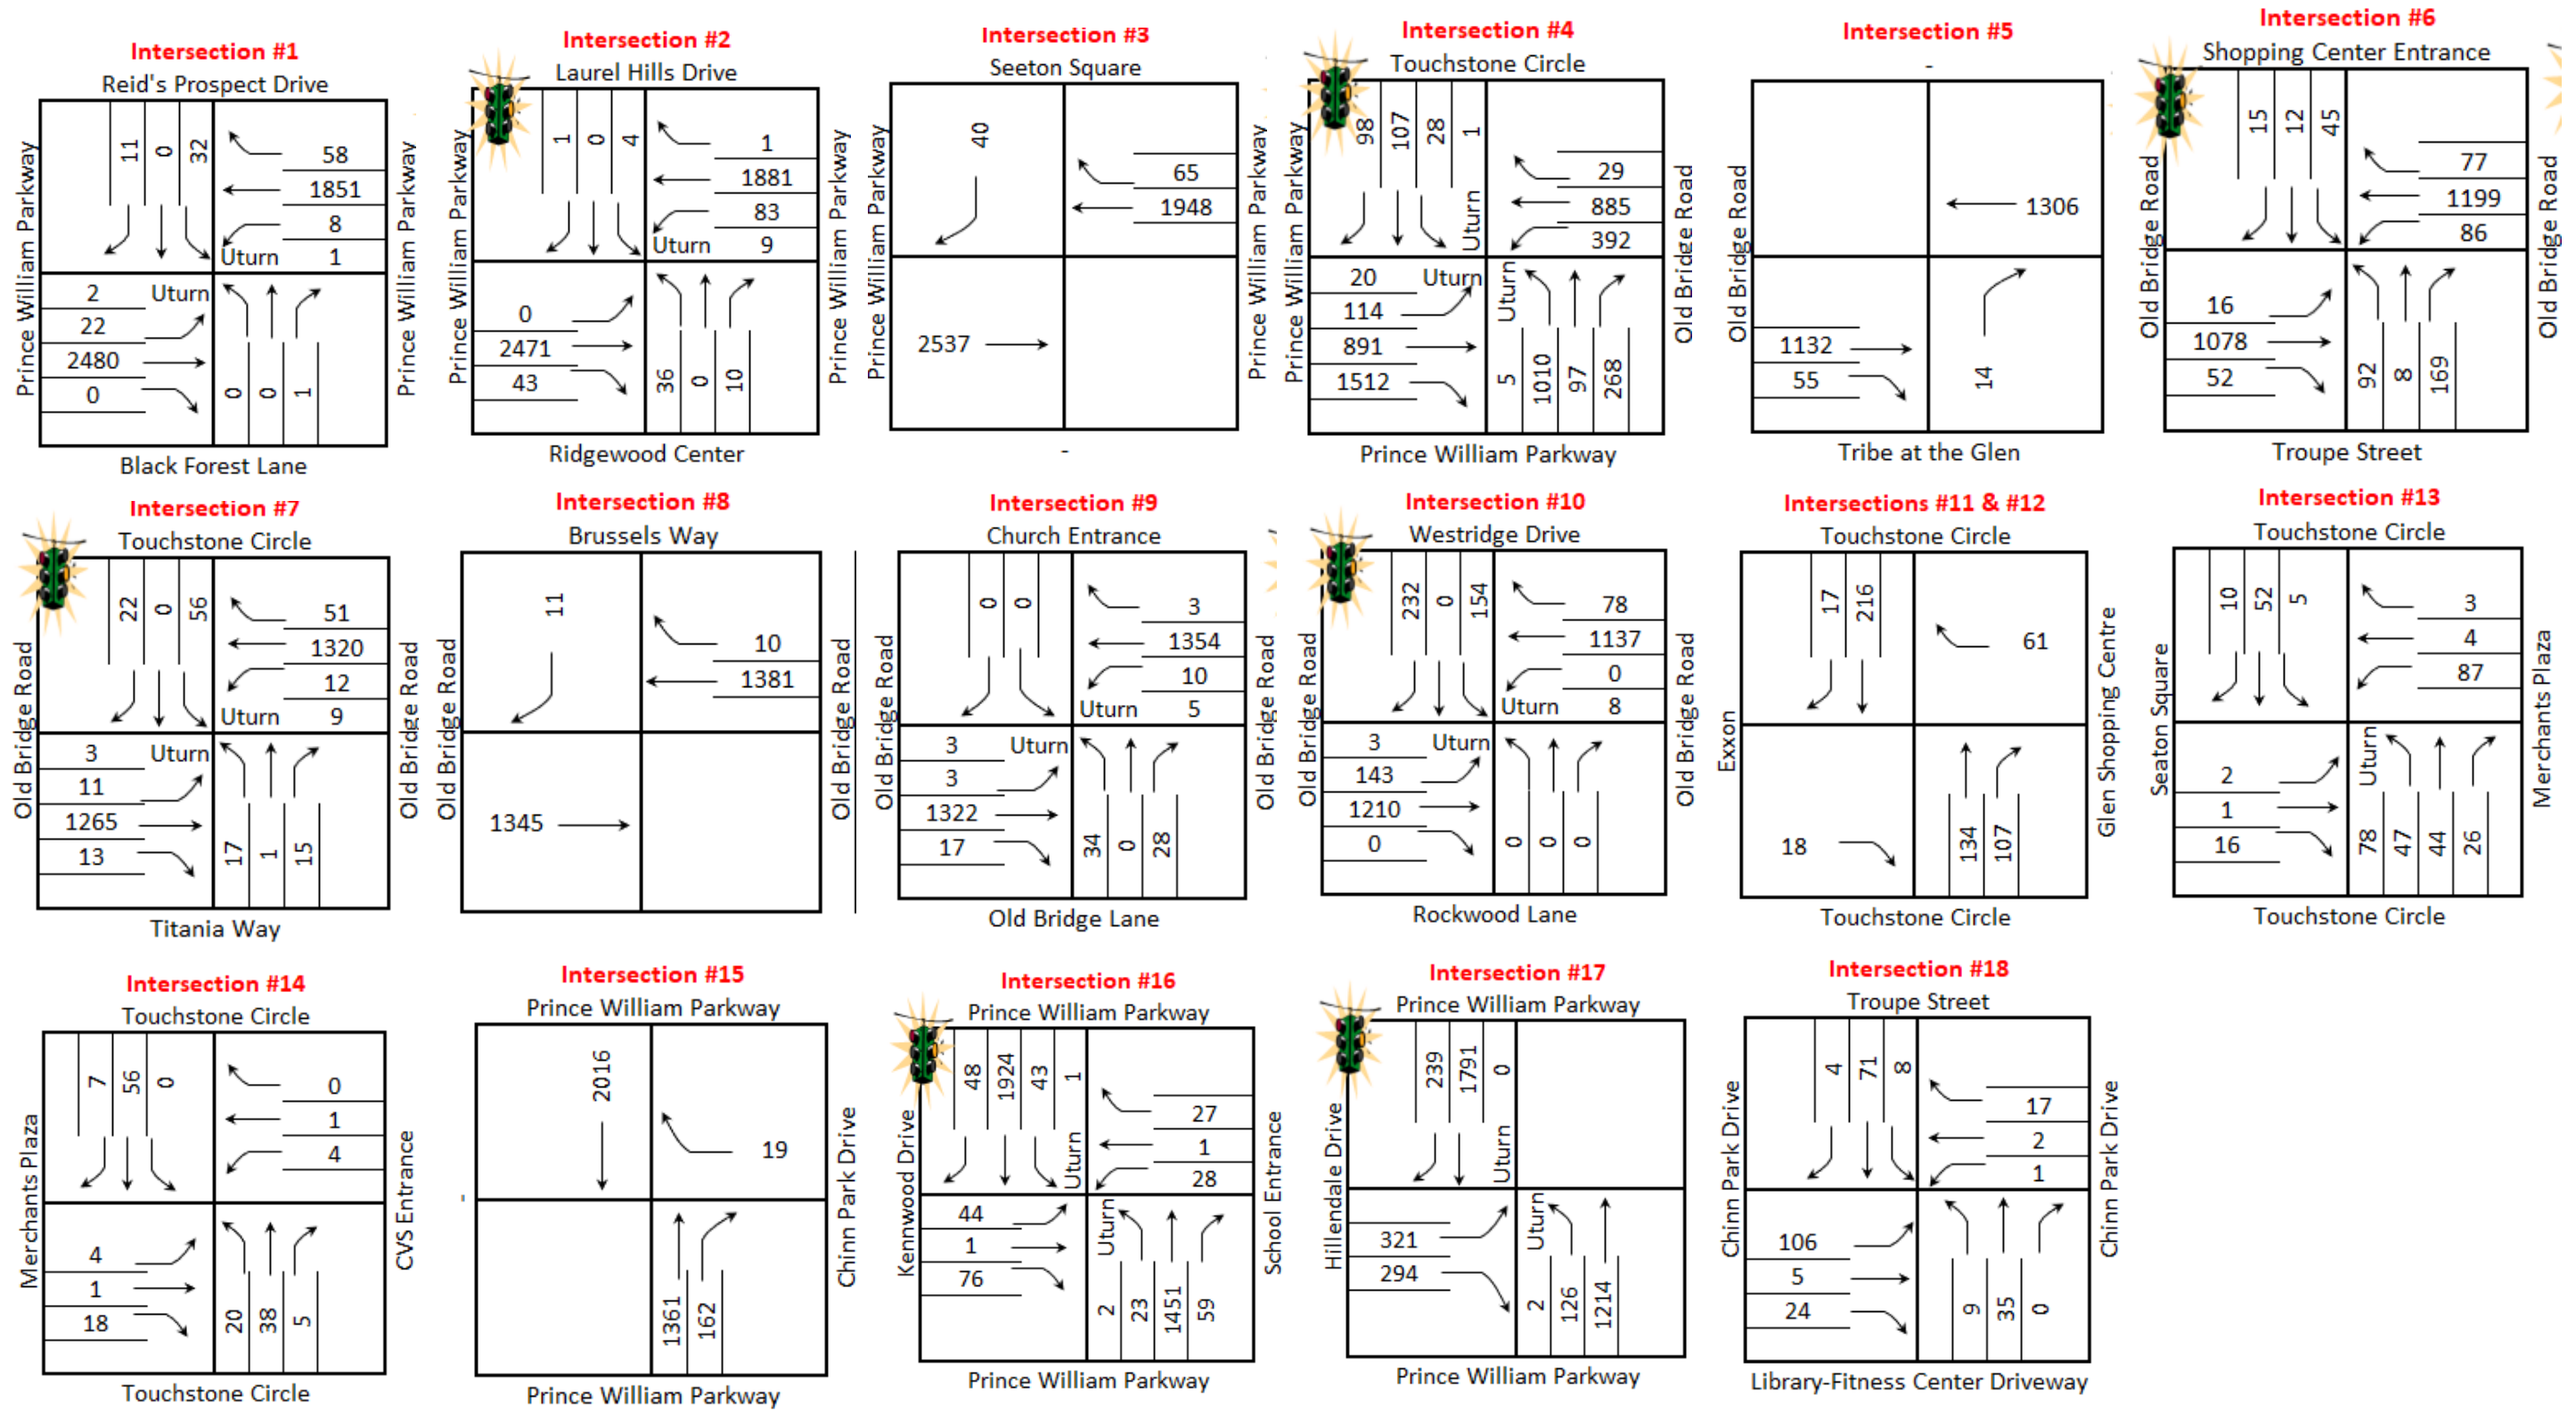 Intersection #1
Reid's Prospect Drive
Prince William Parkway
11
0
32
58
1851
8
Uturn 1
Prince William Parkway
2 Uturn
22
2480
0
0
0
1
Black Forest Lane
Intersection #2
Laurel Hills Drive
Prince William Parkway
1
0
4
1
1881
83
Uturn 9
Prince William Parkway
0
2471
43
36
0
10
Ridgewood Center
Intersection #3
Seeton Square
Prince William Parkway
40
65
1948
Prince William Parkway
2537
-
Intersection #4
Touchstone Circle
Prince William Parkway
98
107
28
1
Uturn
29
885
392
Old Bridge Road
20 Uturn
114
891
1512
Uturn
5
1010
97
268
Prince William Parkway
Intersection #5
-
Old Bridge Road
1306
1132
55
14
Tribe at the Glen
Intersection #6
Shopping Center Entrance
Old Bridge Road
15
12
45
77
1199
86
Old Bridge Road
16
1078
52
92
8
169
Troupe Street
Intersection #7
Touchstone Circle
Old Bridge Road
22
0
56
51
1320
12
Uturn 9
Old Bridge Road
3 Uturn
11
1265
13
17
1
15
Titania Way
Intersection #8
Brussels Way
Old Bridge Road
11
10
1381
Old Bridge Road
1345
Intersection #9
Church Entrance
Old Bridge Road
0
0
3
1354
10
Uturn 5
Old Bridge Road
3 Uturn
3
1322
17
34
0
28
Old Bridge Lane
Intersection #10
Westridge Drive
Old Bridge Road
232
0
154
78
1137
0
Uturn 8
Old Bridge Road
3 Uturn
143
1210
0
0
0
0
Rockwood Lane
Intersections #11 & #12
Touchstone Circle
Exxon
17
216
61
Glen Shopping Centre
18
134
107
Touchstone Circle
Intersection #13
Touchstone Circle
Seaton Square
10
52
5
3
4
87
Merchants Plaza
2
1
16
Uturn
78
47
44
26
Touchstone Circle
Intersection #14
Touchstone Circle
Merchants Plaza
7
56
0
0
1
4
CVS Entrance
4
1
18
20
38
5
Touchstone Circle
Intersection #15
Prince William Parkway
-
2016
19
Chinn Park Drive
1361
162
Prince William Parkway
Intersection #16
Prince William Parkway
Kennwood Drive
48
1924
43
1
Uturn
27
1
28
School Entrance
44
1
76
Uturn
2
23
1451
59
Prince William Parkway
Intersection #17
Prince William Parkway
Hillendale Drive
239
1791
0
Uturn
321
294
Uturn
2
126
1214
Prince William Parkway
Intersection #18
Troupe Street
Chinn Park Drive
4
71
8
17
2
1
Chinn Park Drive
106
5
24
9
35
0
Library-Fitness Center Driveway